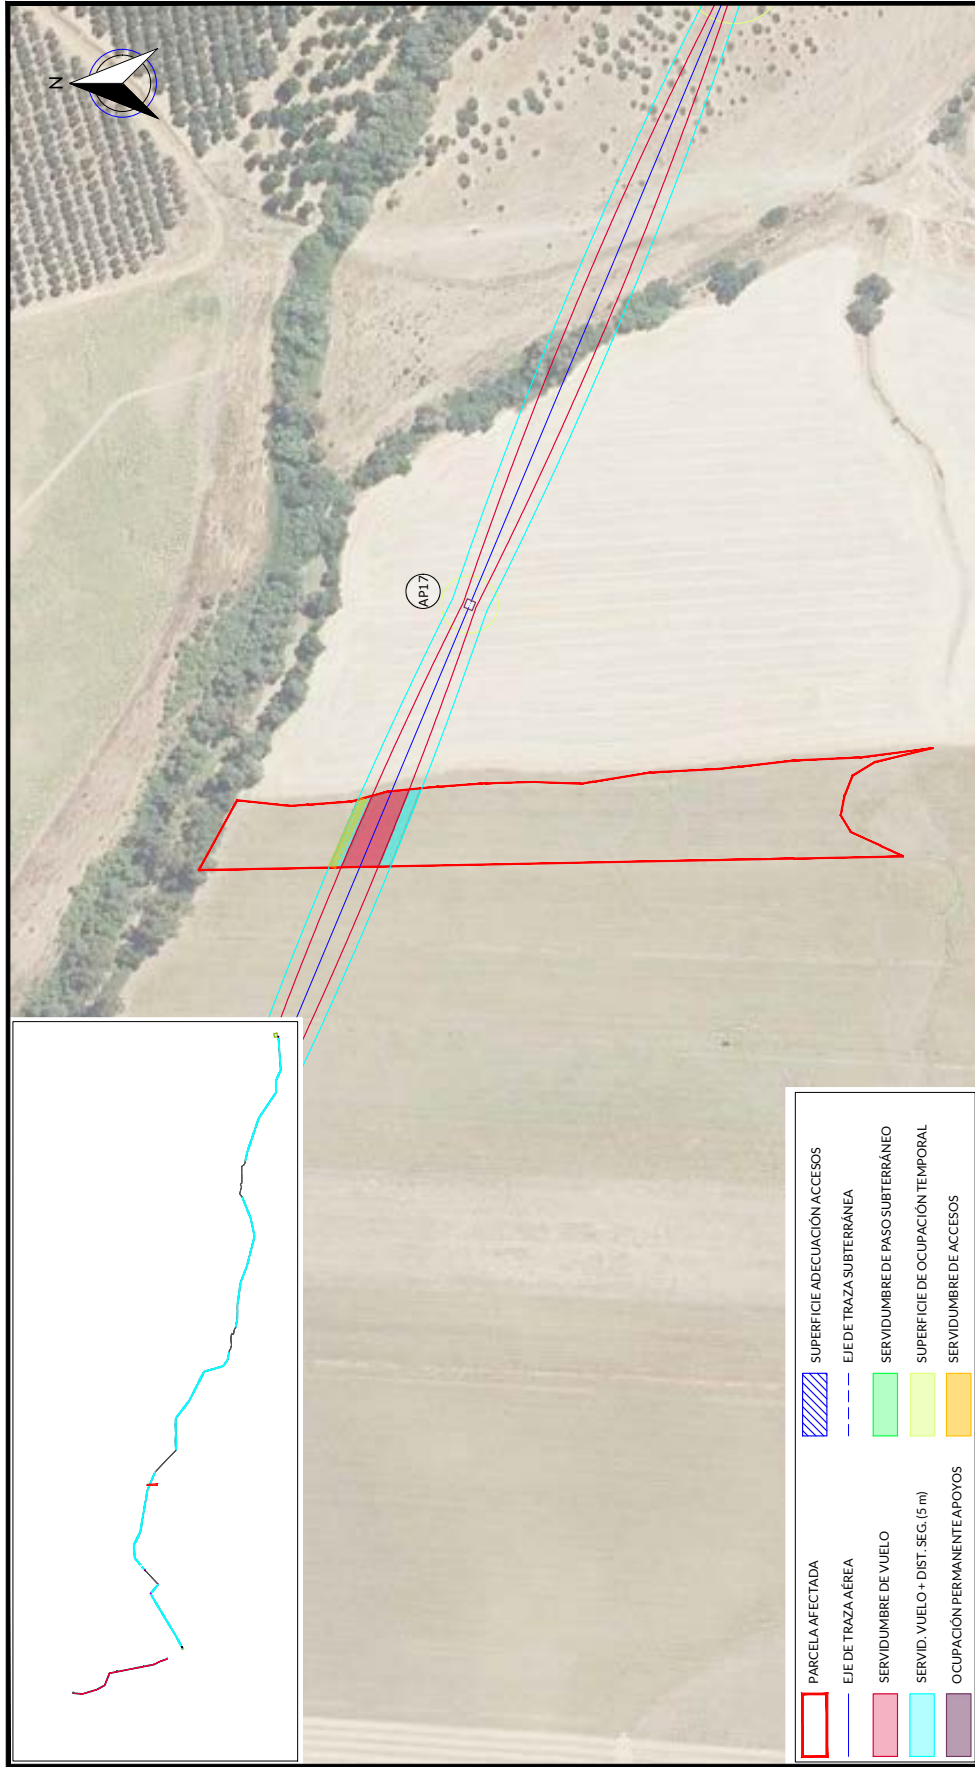 N
AP17
PARCELA AFECTADA
EJE DE TRAZA AÉREA
SERVIDUMBRE DE VUELO
SERVID. VUELO + DIST. SEG. (5 m)
OCUPACIÓN PERMANENTE APOYOS
SUPERFICIE ADECUACIÓN ACCESOS
EJE DE TRAZA SUBTERRÁNEA
SERVIDUMBRE DE PASO SUBTERRÁNEO
SUPERFICIE DE OCUPACIÓN TEMPORAL
SERVIDUMBRE DE ACCESOS